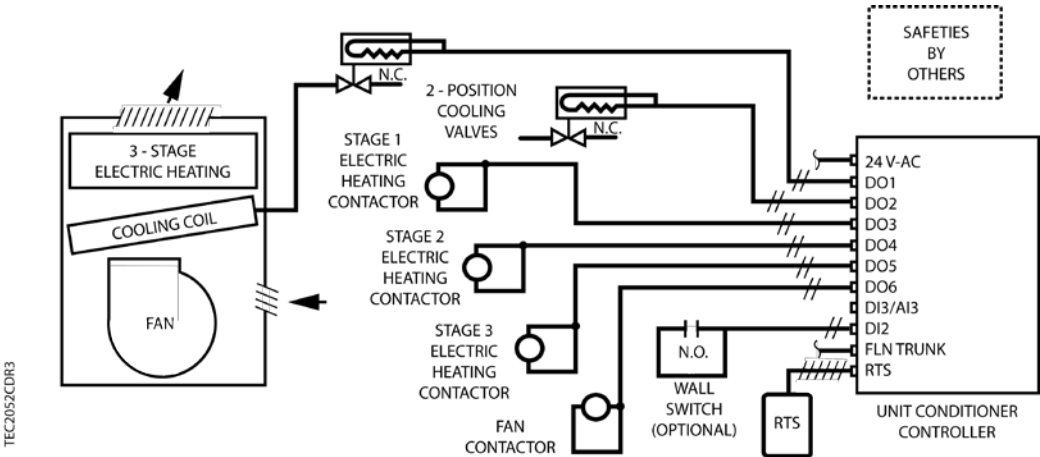 SAFETIES
BY
OTHERS
N.C.
2 - POSITION
COOLING
VALVES
N.C.
3 - STAGE
ELECTRIC HEATING
COOLING COIL
FAN
STAGE 1
ELECTRIC
HEATING
CONTACTOR
STAGE 2
ELECTRIC
HEATING
CONTACTOR
STAGE 3
ELECTRIC
HEATING
CONTACTOR
FAN
CONTACTOR
N.O.
WALL
SWITCH
(OPTIONAL)
RTS
24 V-AC
DO1
DO2
DO3
DO4
DO5
DO6
DI3/AI3
DI2
FLN TRUNK
RTS
UNIT CONDITIONER
CONTROLLER
TEC2052CDR3